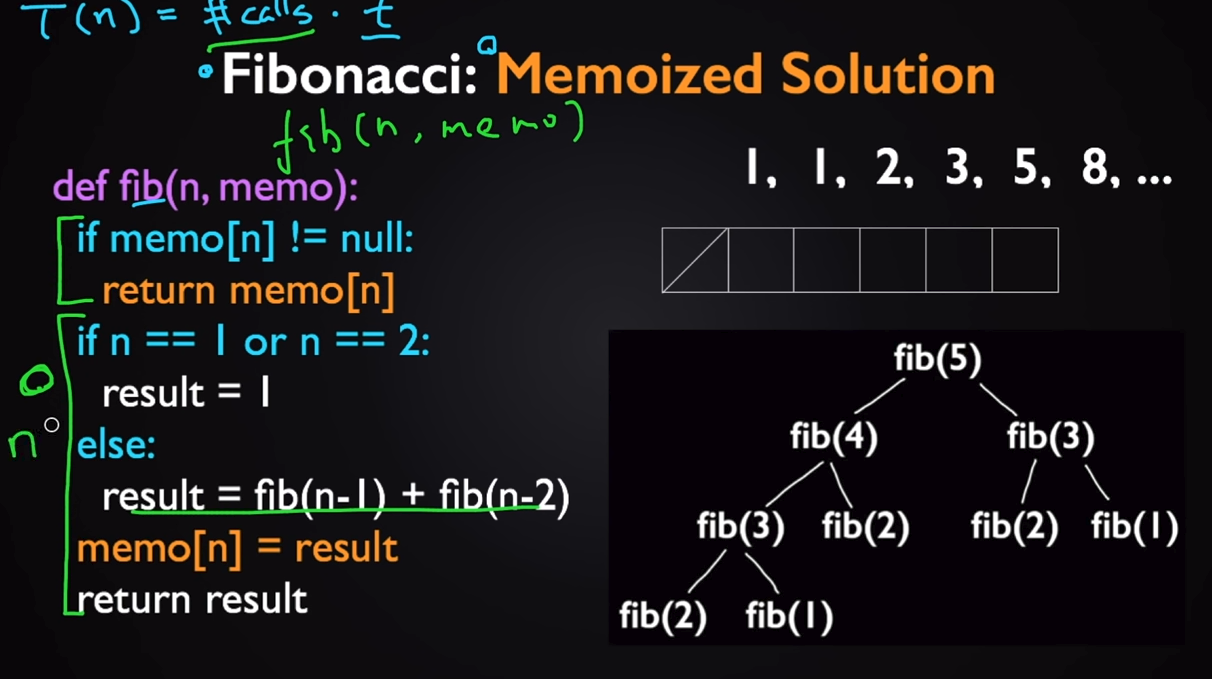 T(n) = #calls · t
Fibonacci: Memoized Solution
fib(n, memo)
def fib(n, memo):
if memo[n] != null:
return memo[n]
if n == 1 or n == 2:
result = 1
else:
result = fib(n-1) + fib(n-2)
memo[n] = result
return result
n
1, 1, 2, 3, 5, 8, ...
fib(5)
fib(4) fib(3)
fib(3) fib(2) fib(2) fib(1)
fib(2) fib(1)